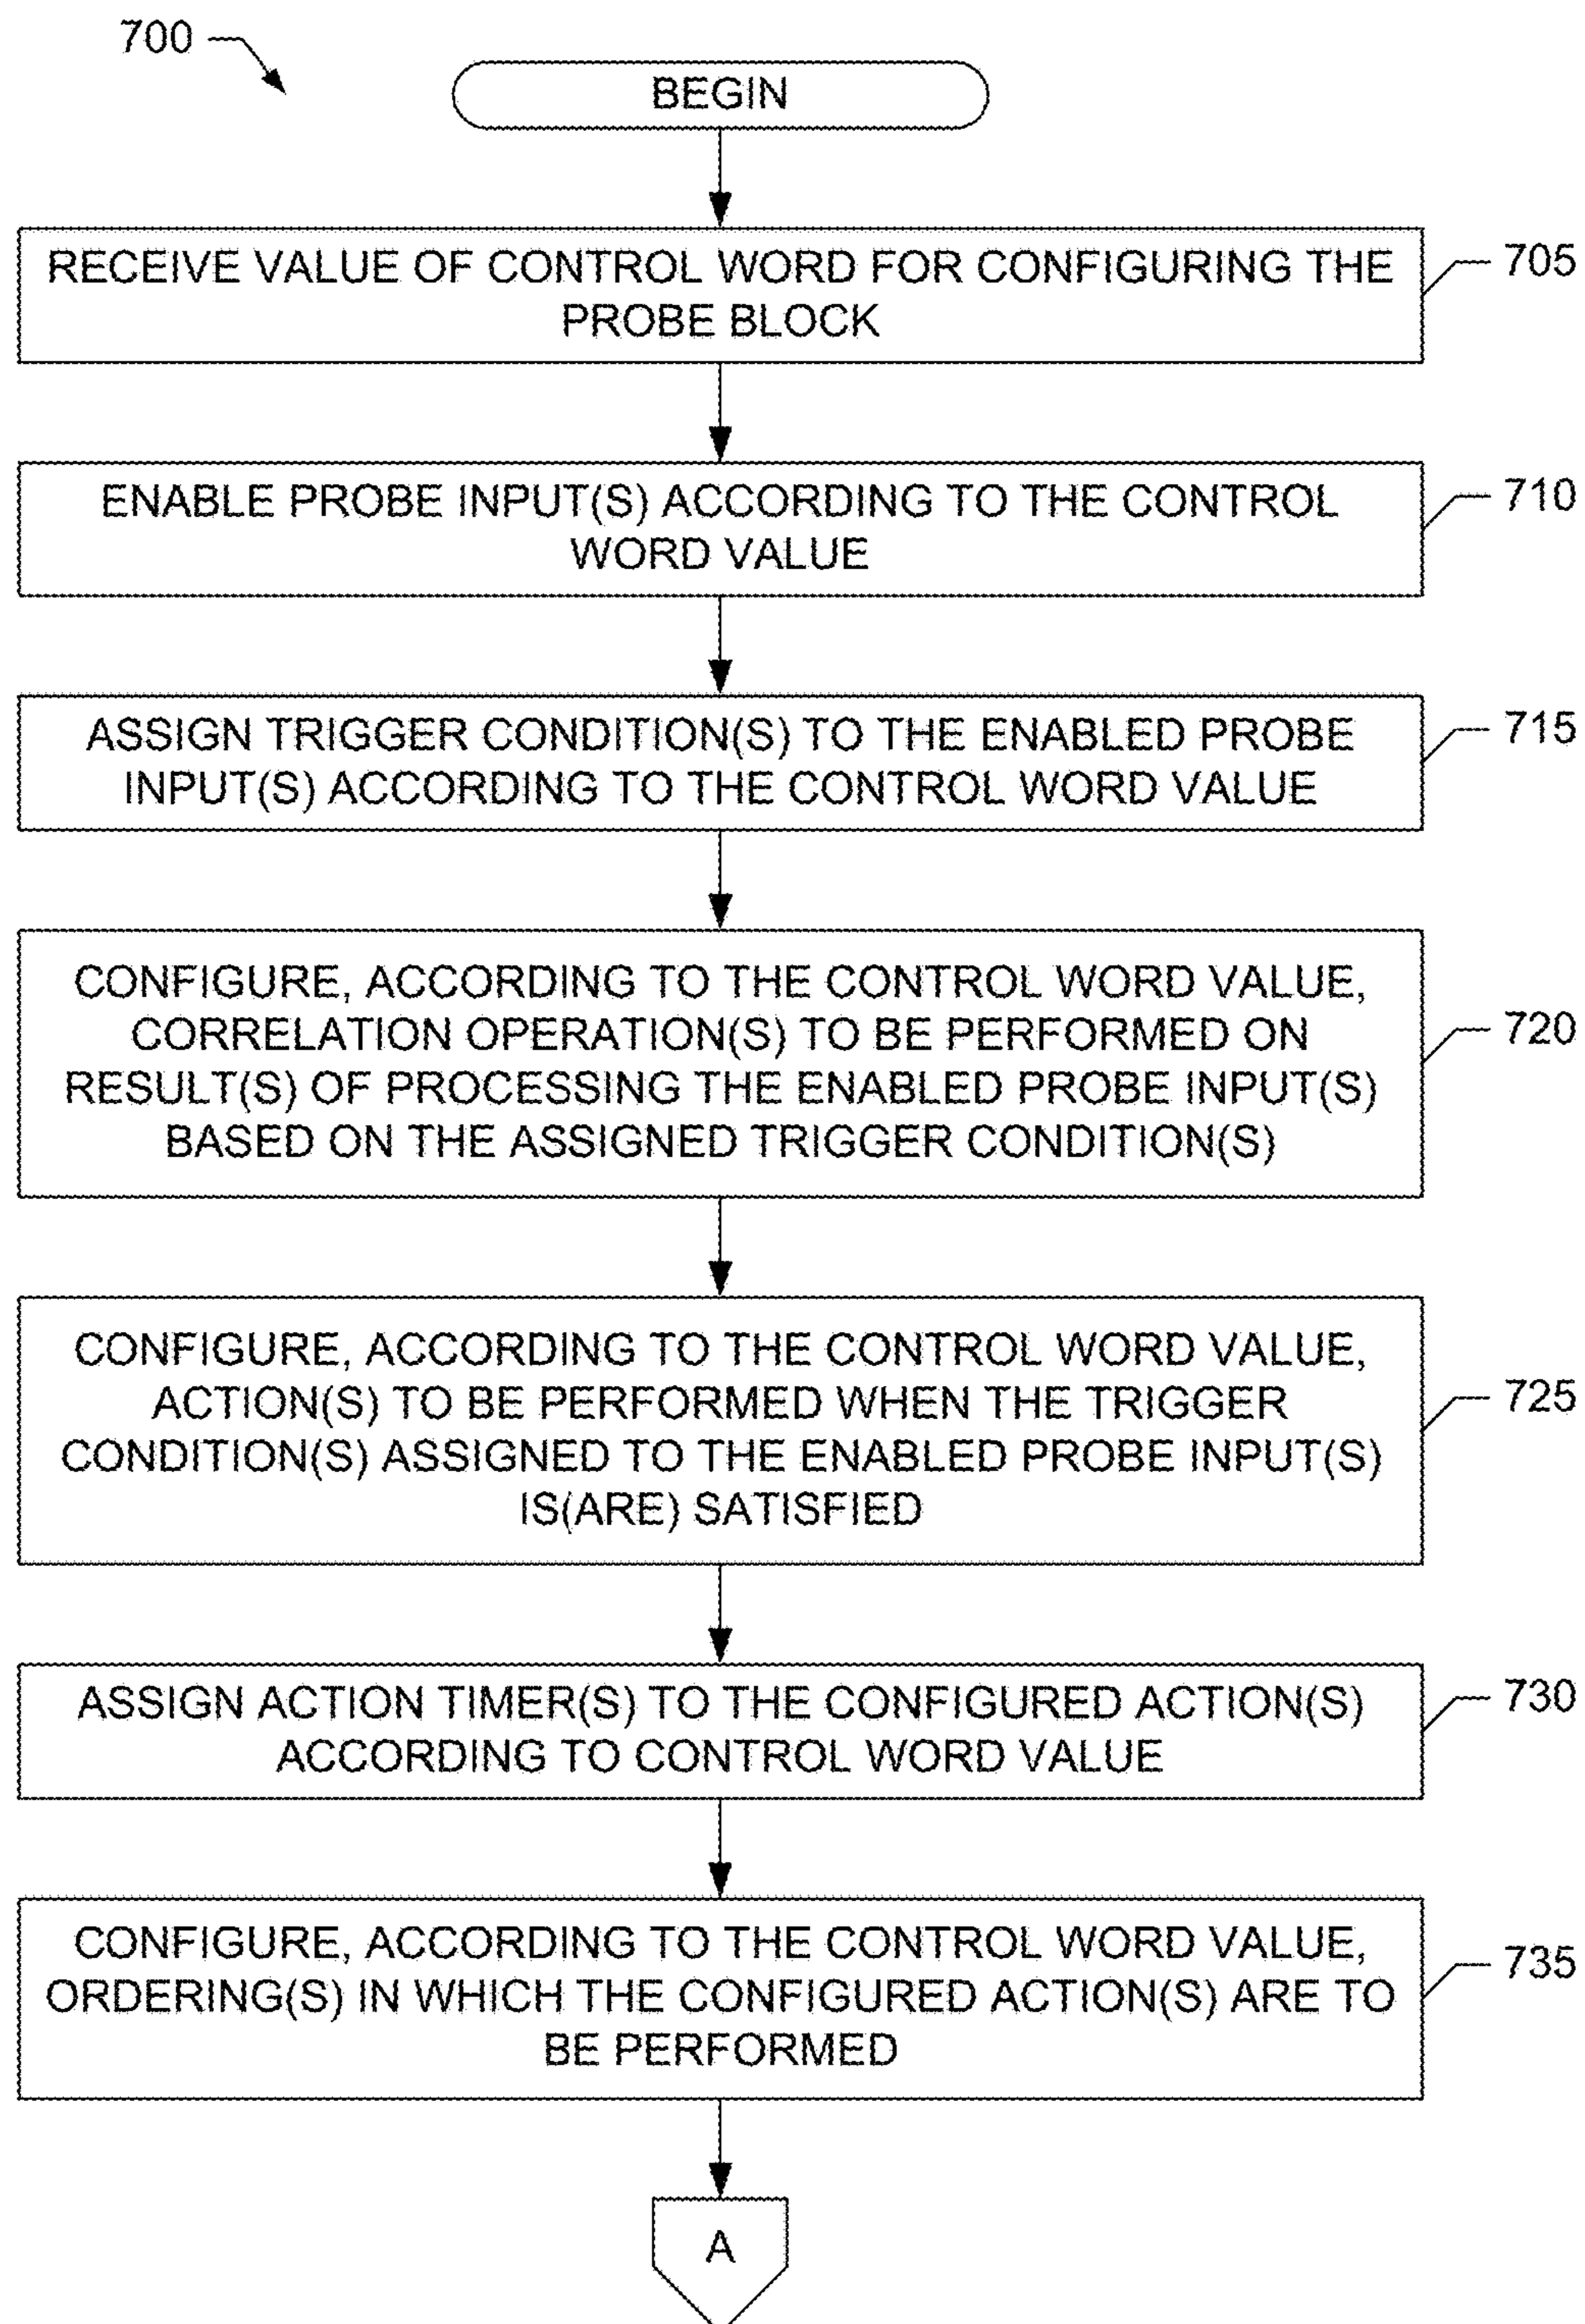 700
BEGIN
RECEIVE VALUE OF CONTROL WORD FOR CONFIGURING THE
PROBE BLOCK
705
ENABLE PROBE INPUT(S) ACCORDING TO THE CONTROL
WORD VALUE
710
ASSIGN TRIGGER CONDITION(S) TO THE ENABLED PROBE
INPUT(S) ACCORDING TO THE CONTROL WORD VALUE
715
CONFIGURE, ACCORDING TO THE CONTROL WORD VALUE,
CORRELATION OPERATION(S) TO BE PERFORMED ON
RESULT(S) OF PROCESSING THE ENABLED PROBE INPUT(S)
BASED ON THE ASSIGNED TRIGGER CONDITION(S)
720
CONFIGURE, ACCORDING TO THE CONTROL WORD VALUE,
ACTION(S) TO BE PERFORMED WHEN THE TRIGGER
CONDITION(S) ASSIGNED TO THE ENABLED PROBE INPUT(S)
IS(ARE) SATISFIED
725
ASSIGN ACTION TIMER(S) TO THE CONFIGURED ACTION(S)
ACCORDING TO CONTROL WORD VALUE
730
CONFIGURE, ACCORDING TO THE CONTROL WORD VALUE,
ORDERING(S) IN WHICH THE CONFIGURED ACTION(S) ARE TO
BE PERFORMED
735
A